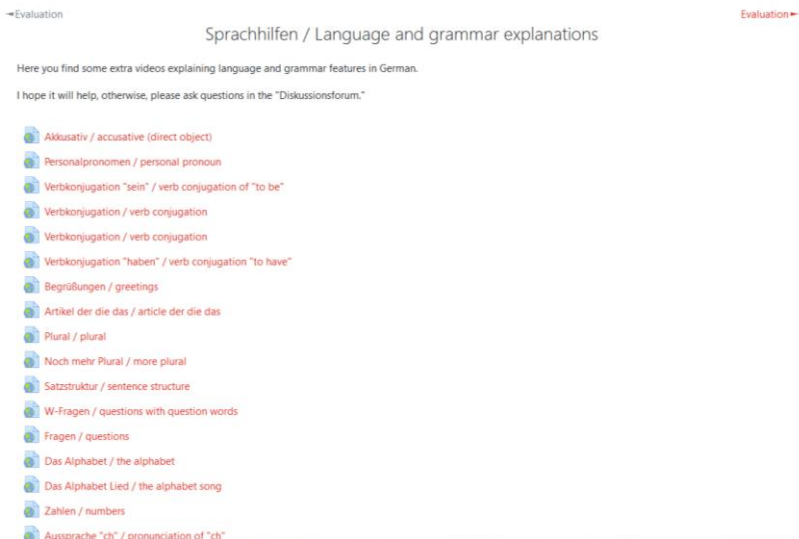 ◄Evaluation
Evaluation►
Sprachhilfen / Language and grammar explanations
Here you find some extra videos explaining language and grammar features in German.
I hope it will help, otherwise, please ask questions in the "Diskussionsforum."
Akkusativ / accusative (direct object)
Personalpronomen / personal pronoun
Verbkonjugation "sein" / verb conjugation of "to be"
Verbkonjugation / verb conjugation
Verbkonjugation / verb conjugation
Verbkonjugation "haben" / verb conjugation "to have"
Begrüßungen / greetings
Artikel der die das / article der die das
Plural / plural
Noch mehr Plural / more plural
Satzstruktur / sentence structure
W-Fragen / questions with question words
Fragen / questions
Das Alphabet / the alphabet
Das Alphabet Lied / the alphabet song
Zahlen / numbers
Aussprache "ch" / pronunciation of "ch"